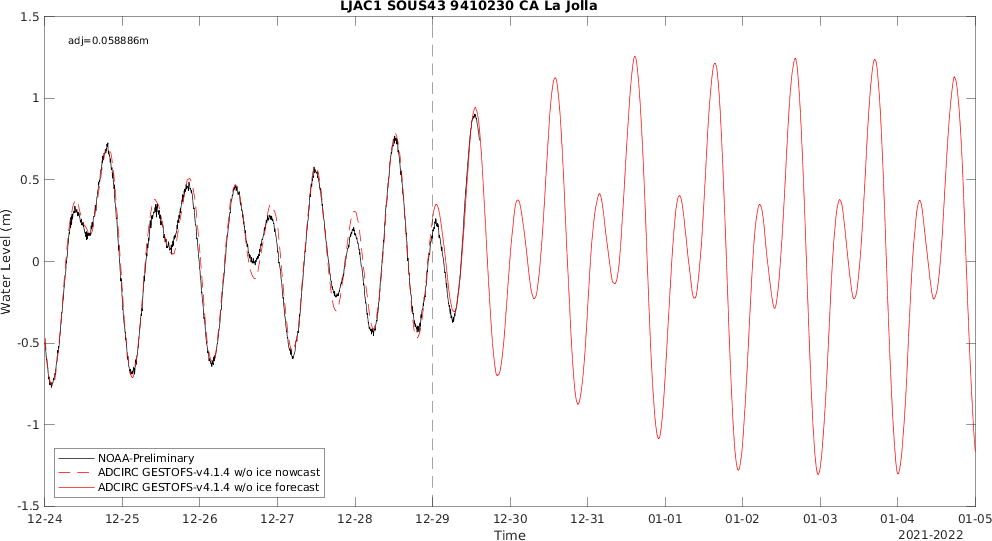 LJAC1 SOUS43 9410230 CA La Jolla
adj=0.058886m
1.5
1
0.5
0
-0.5
-1
-1.5
Water Level (m)
NOAA-Preliminary
ADCIRC GESTOFS-v4.1.4 w/o ice nowcast
ADCIRC GESTOFS-v4.1.4 w/o ice forecast
12-24 12-25 12-26 12-27 12-28 12-29 12-30 12-31 01-01 01-02 01-03 01-04 01-05
Time
2021-2022